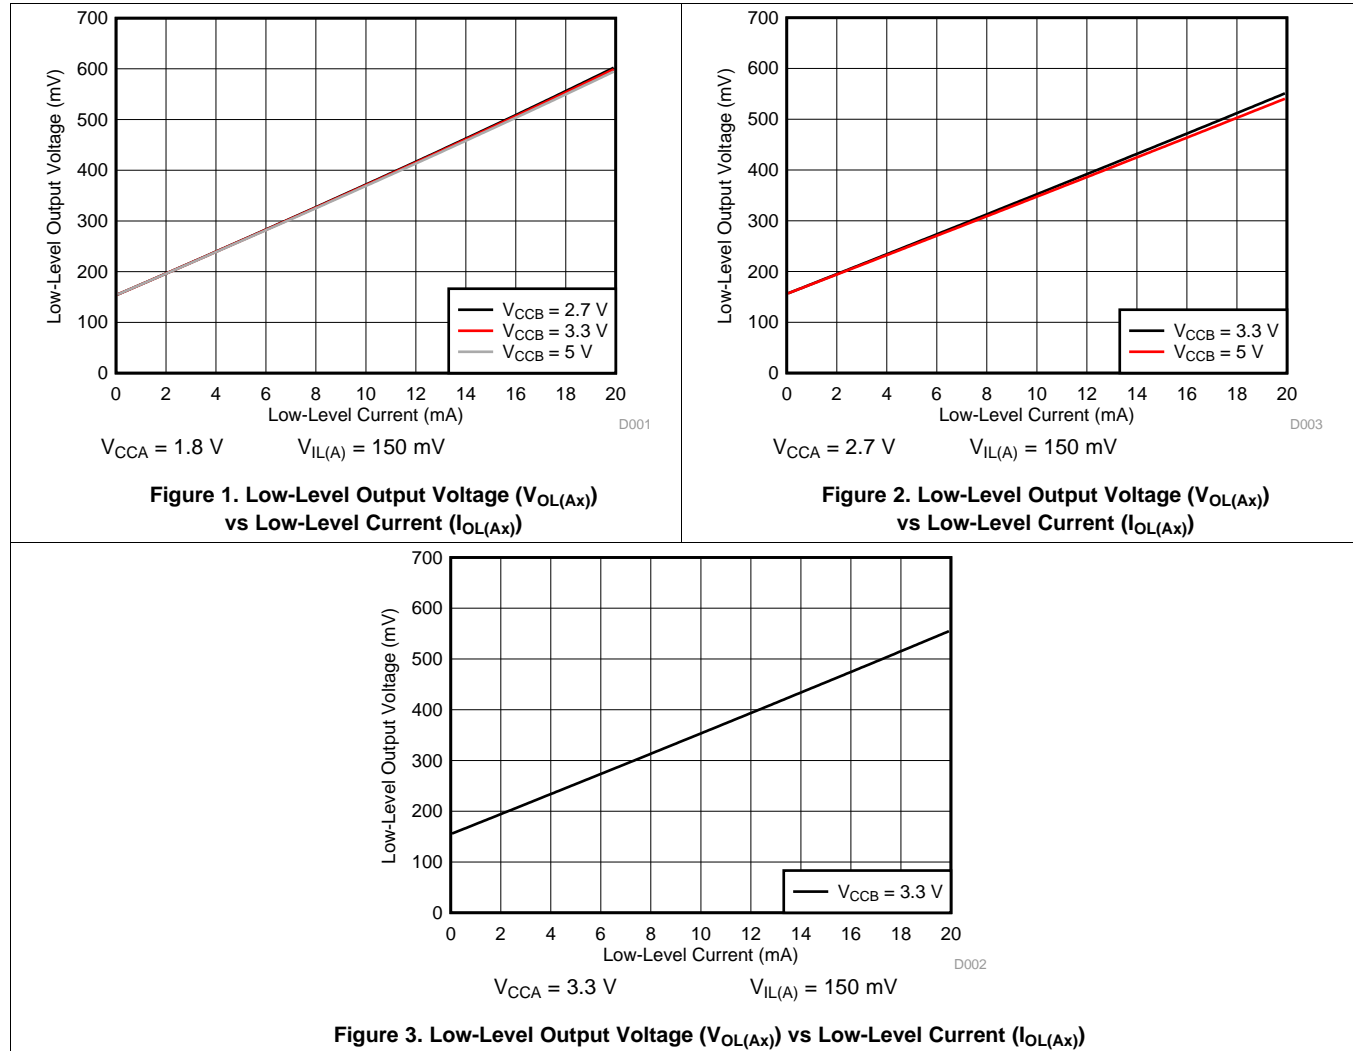 700
600
500
400
300
200
100
0
Low-Level Output Voltage (mV)
VCCB = 2.7 V
VCCB = 3.3 V
VCCB = 5 V
0 2 4 6 8 10 12 14 16 18 20
Low-Level Current (mA)
D001
VCCA = 1.8 V VIL(A) = 150 mV
Figure 1. Low-Level Output Voltage (VOL(Ax))
vs Low-Level Current (IOL(Ax))
700
600
500
400
300
200
100
0
Low-Level Output Voltage (mV)
VCCB = 3.3 V
VCCB = 5 V
0 2 4 6 8 10 12 14 16 18 20
Low-Level Current (mA)
D003
VCCA = 2.7 V VIL(A) = 150 mV
Figure 2. Low-Level Output Voltage (VOL(Ax))
vs Low-Level Current (IOL(Ax))
700
600
500
400
300
200
100
0
Low-Level Output Voltage (mV)
VCCB = 3.3 V
0 2 4 6 8 10 12 14 16 18 20
Low-Level Current (mA)
D002
VCCA = 3.3 V VIL(A) = 150 mV
Figure 3. Low-Level Output Voltage (VOL(Ax)) vs Low-Level Current (IOL(Ax))